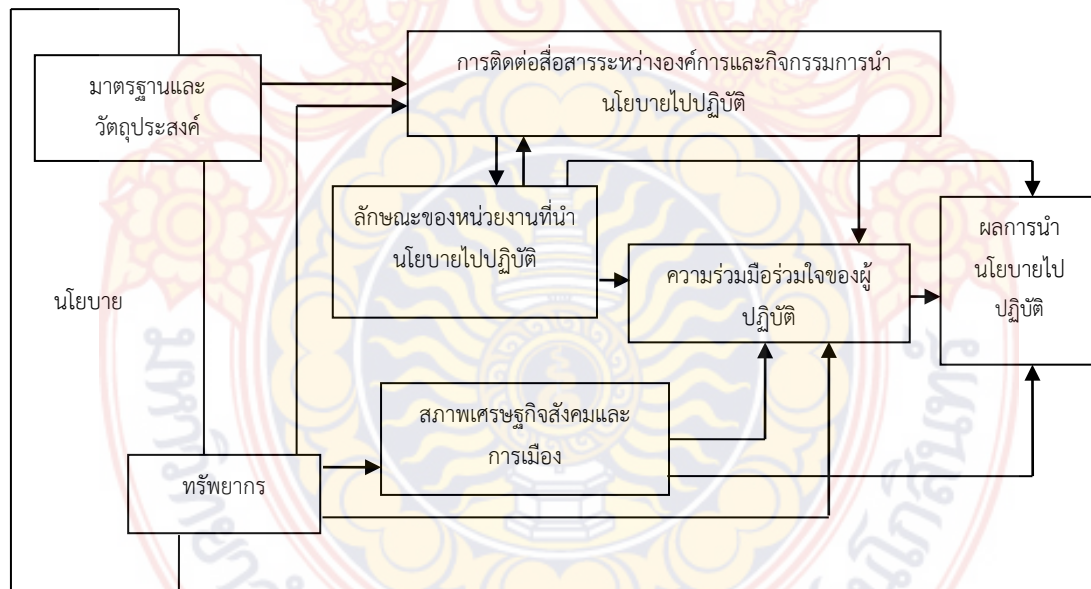 มาตรฐานและ
วัตถุประสงค์
การติดต่อสื่อสารระหว่างองค์การและกิจกรรมการนำ
นโยบายไปปฏิบัติ
ลักษณะของหน่วยงานที่นำ
นโยบายไปปฏิบัติ
ความร่วมมือร่วมใจของผู้
ปฏิบัติ
ผลการนำ
นโยบายไป
ปฏิบัติ
นโยบาย
สภาพเศรษฐกิจสังคมและ
การเมือง
ทรัพยากร